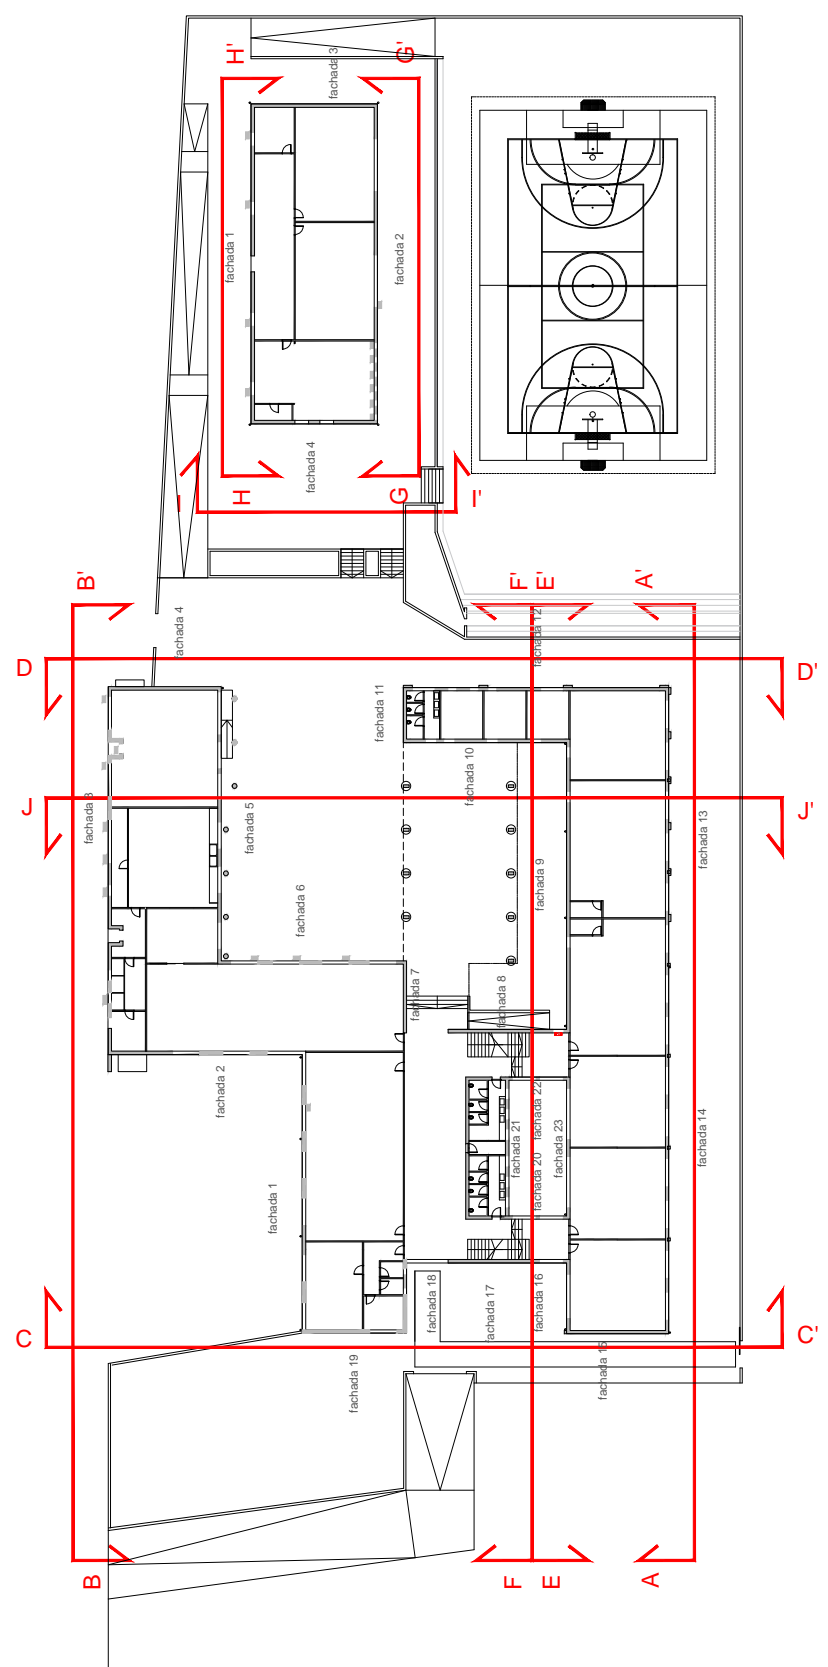 H'
G'
fachada 3
fachada 1
fachada 2
fachada 4
I
H
G
I'
B'
F'
E'
A'
fachada 4
fachada 12
D
D'
fachada 11
fachada 10
J
J'
fachada 3
fachada 5
fachada 13
fachada 9
fachada 6
fachada 7
fachada 8
fachada 2
fachada 22
fachada 21
fachada 23
fachada 14
fachada 20
fachada 1
fachada 18
fachada 17
fachada 16
C
C'
fachada 19
fachada 15
B
F
E
A